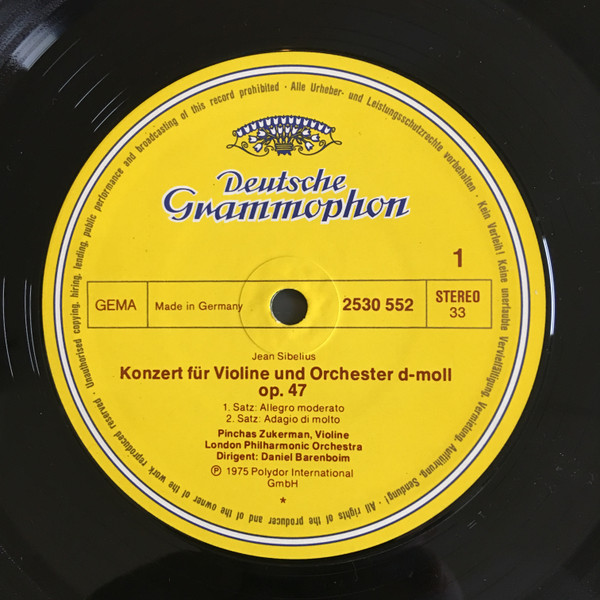 Deutsche
Grammophon
1
GEMA
Made in Germany
2530 552
STEREO
33
Jean Sibelius
Konzert für Violine und Orchester d-moll
op. 47
1. Satz: Allegro moderato
2. Satz: Adagio di molto
Pinchas Zukerman, Violine
London Philharmonic Orchestra
Dirigent: Daniel Barenboim
Ⓟ 1975 Polydor International
GmbH
*
Alle Urheber- und Leistungsschutzrechte vorbehalten · Kein Verleih! Keine unerlaubte Vervielfältigung, Vermietung, Aufführung, Sendung! · All rights of the producer and of the owner of the work reproduced reserved · Unauthorised copying, hiring, lending, public performance and broadcasting of this record prohibited ·